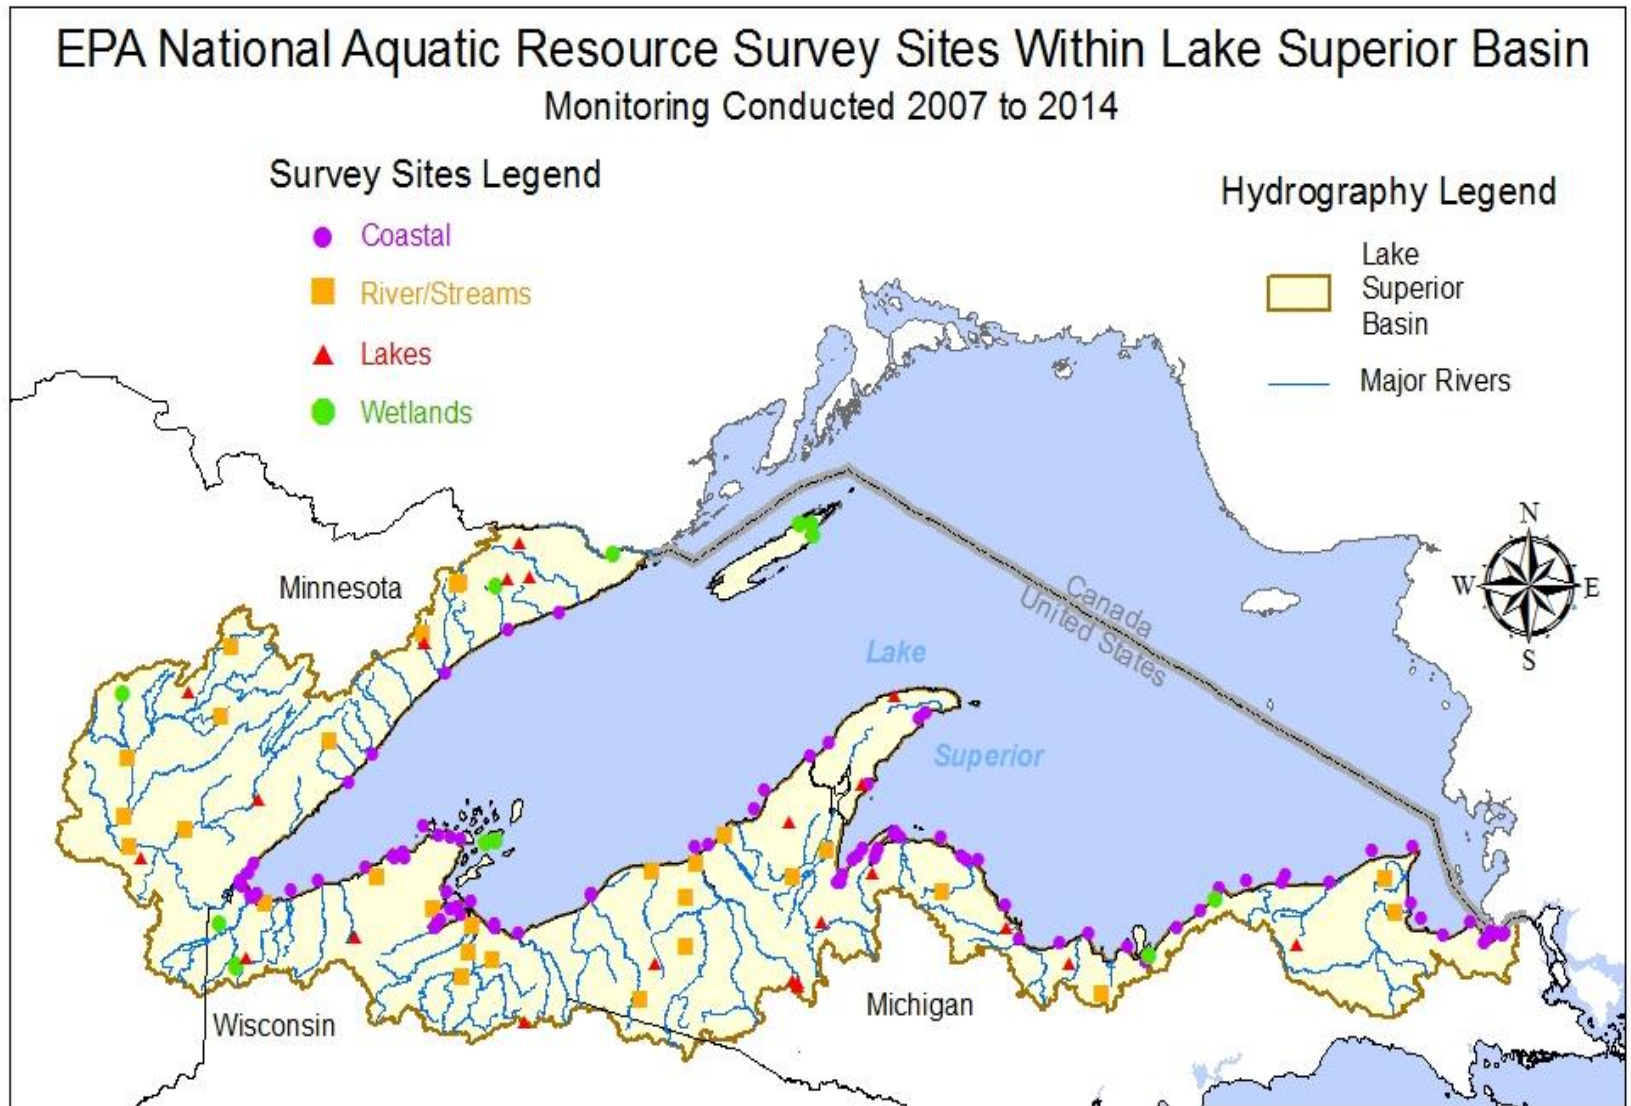 EPA National Aquatic Resource Survey Sites Within Lake Superior Basin
Monitoring Conducted 2007 to 2014
Survey Sites Legend
Coastal
River/Streams
Lakes
Wetlands
Hydrography Legend
Lake
Superior
Basin
Major Rivers
N
W
E
S
Minnesota
Canada
United States
Lake
Superior
Michigan
Wisconsin